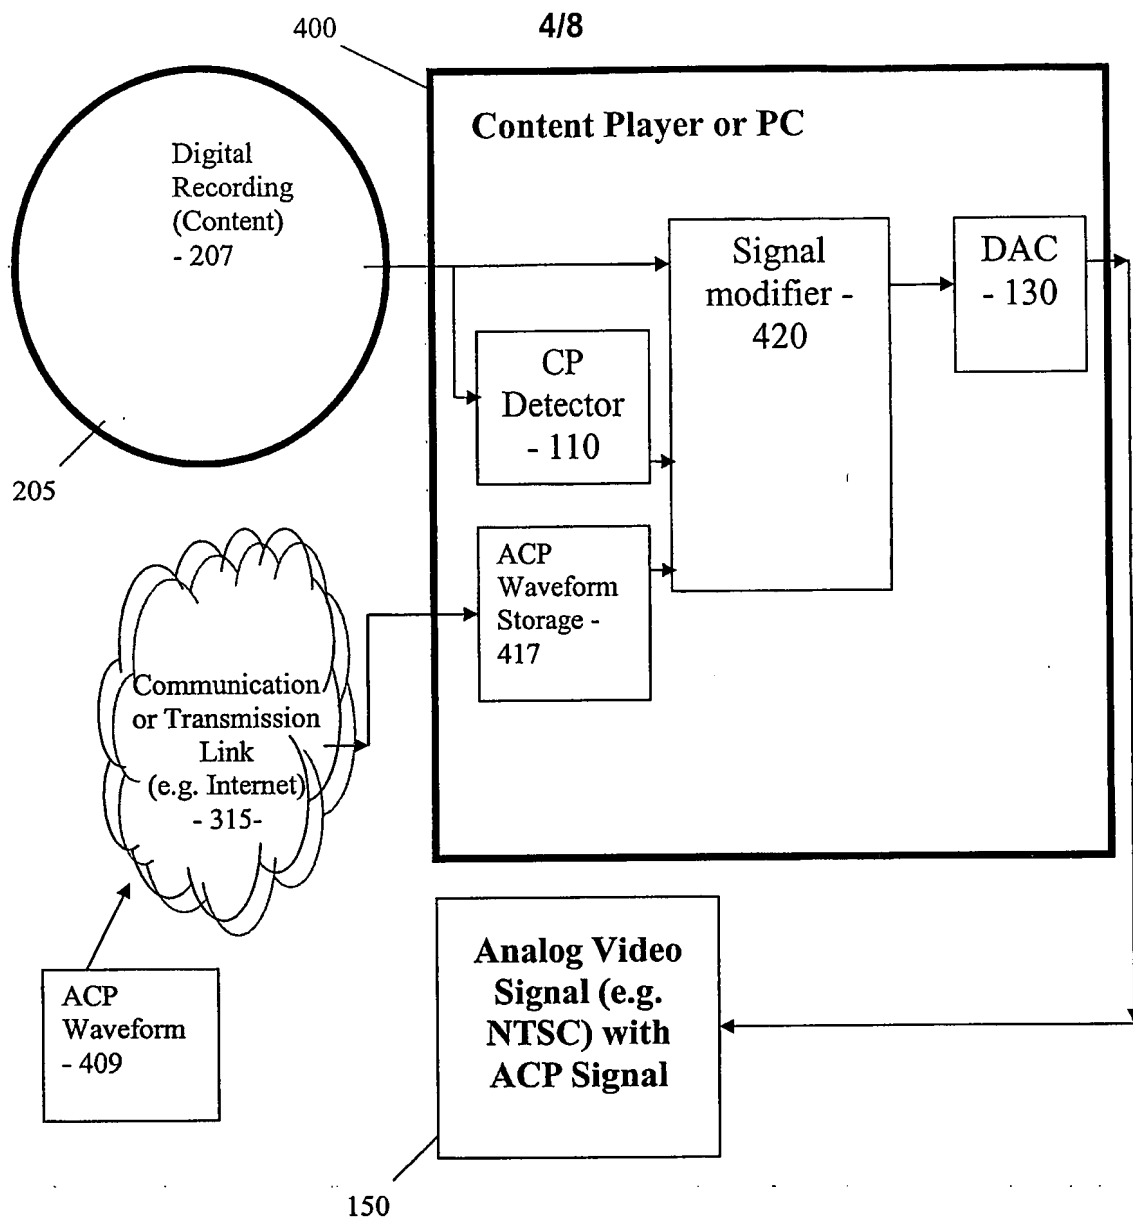 4/8
400
Content Player or PC
Digital
Recording
(Content)
- 207
Signal
modifier -
420
DAC
- 130
CP
Detector
- 110
205
ACP
Waveform
Storage -
417
Communication
or Transmission
Link
(e.g. Internet)
- 315-
ACP
Waveform
- 409
Analog Video
Signal (e.g.
NTSC) with
ACP Signal
150